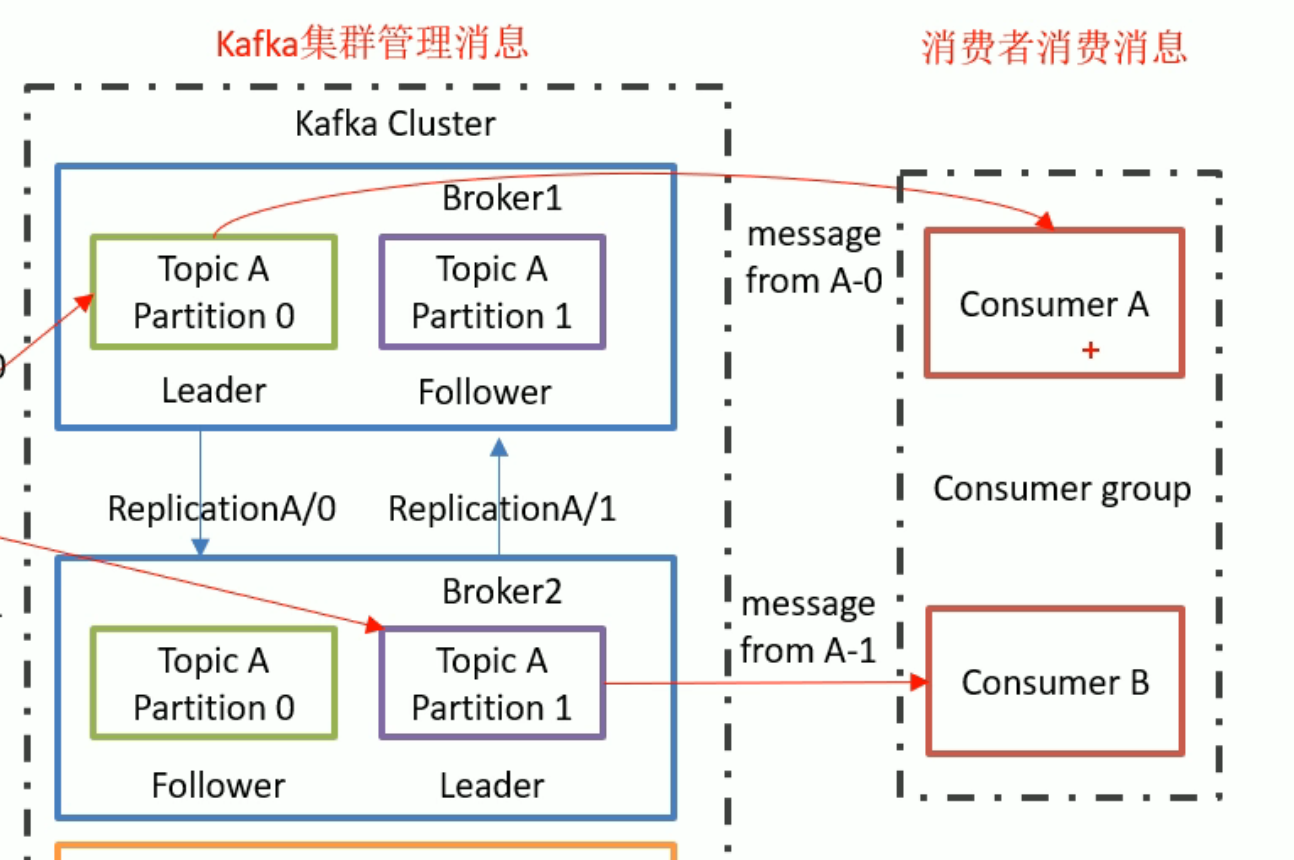 Kafka集群管理消息
消费者消费消息
Kafka Cluster
Broker1
Topic A
Partition 0
Topic A
Partition 1
Leader
Follower
message
from A-0
Consumer A
ReplicationA/0
ReplicationA/1
Consumer group
Broker2
Topic A
Partition 0
Topic A
Partition 1
Follower
Leader
message
from A-1
Consumer B